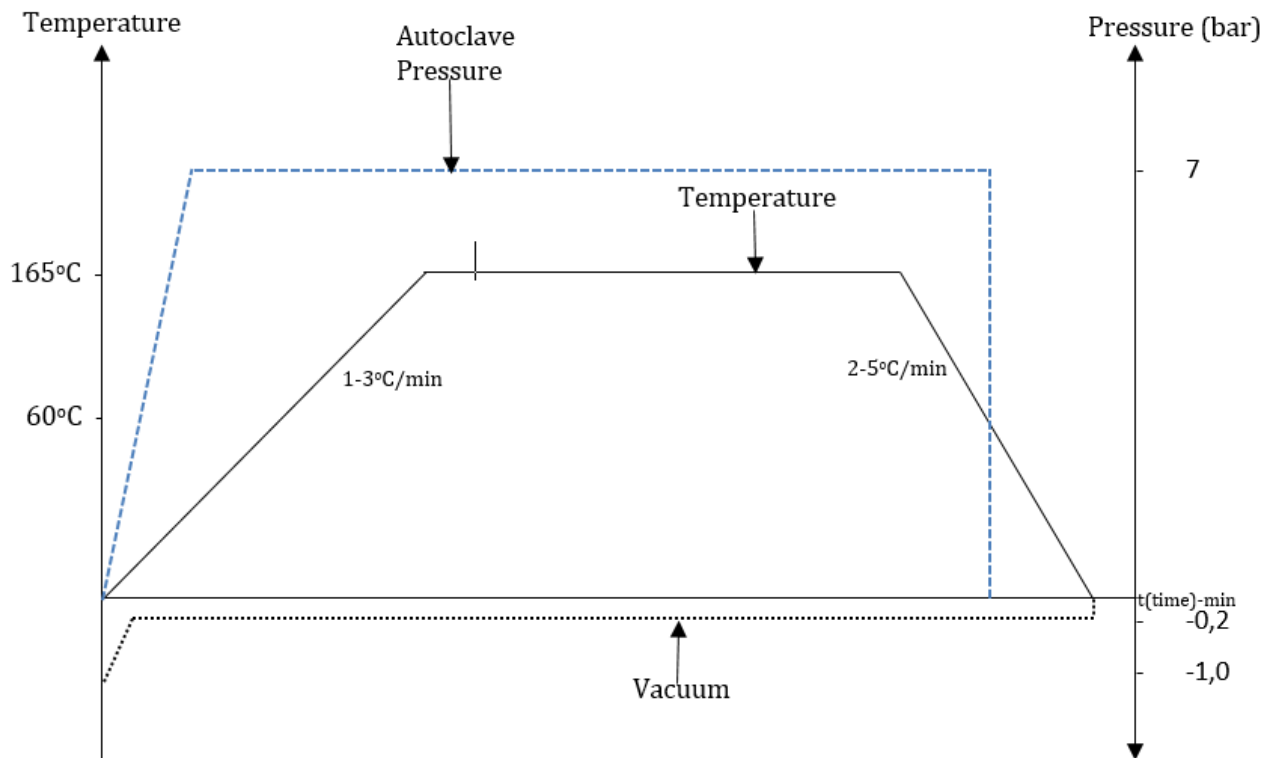 Temperature
Pressure (bar)
Autoclave
Pressure
7
Temperature
165ºC
1-3ºC/min
2-5ºC/min
60ºC
t(time)-min
-0,2
-1,0
Vacuum